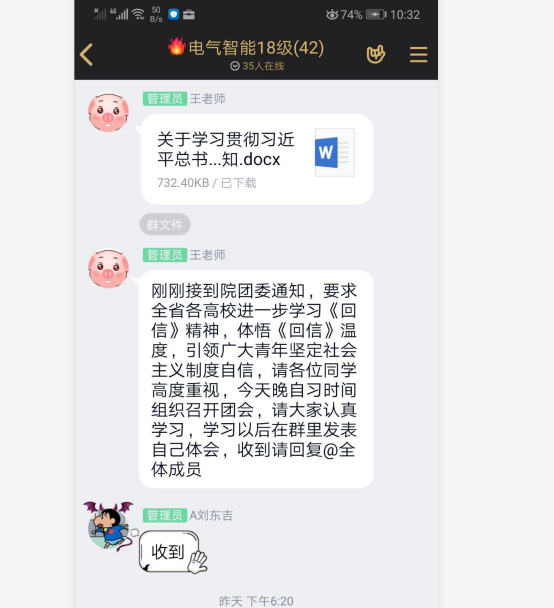 46
50
B/s
74%
10:32
电气智能18级(42)
35人在线
管理员 王老师
关于学习贯彻习近
平总书...知.docx
W
732.40KB / 已下载
群文件
管理员 王老师
刚刚接到院团委通知，要求
全省各高校进一步学习《回
信》精神，体悟《回信》温
度，引领广大青年坚定社会
主义制度自信，请各位同学
高度重视，今天晚自习时间
组织召开团会，请大家认真
学习，学习以后在群里发表
自己体会，收到请回复@全
体成员
管理员 A刘东吉
收到
昨天 下午6:20